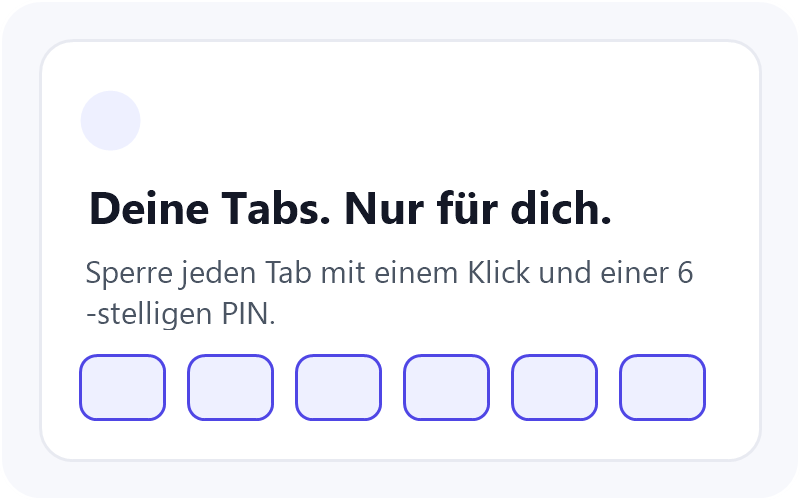 Deine Tabs. Nur für dich.
Sperre jeden Tab mit einem Klick und einer 6
-stelligen PIN.